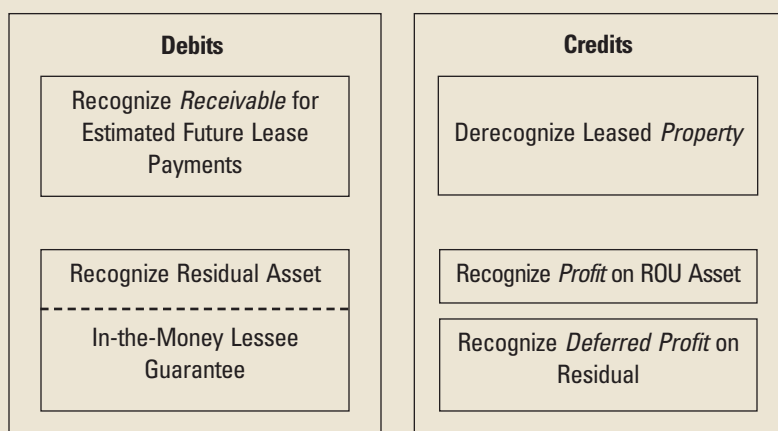 Debits
Recognize Receivable for
Estimated Future Lease
Payments
Recognize Residual Asset
In-the-Money Lessee
Guarantee
Credits
Derecognize Leased Property
Recognize Profit on ROU Asset
Recognize Deferred Profit on
Residual